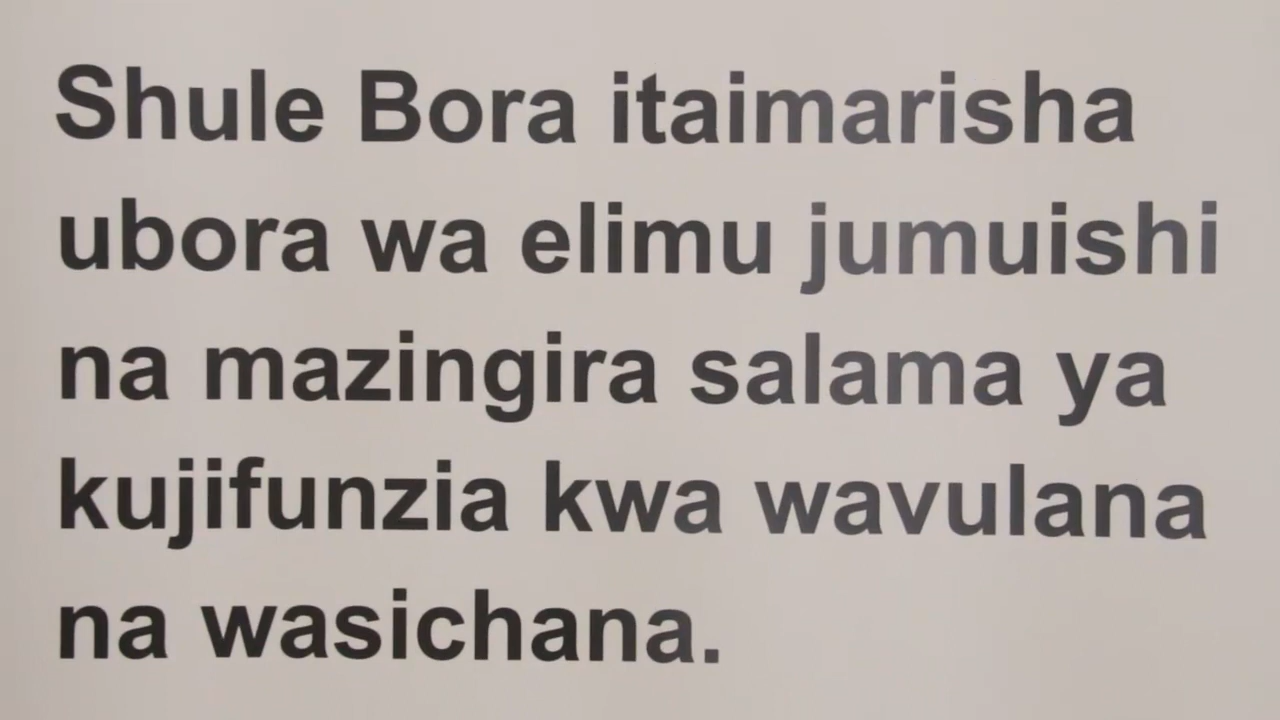 Shule Bora itaimarisha
ubora wa elimu jumuishi
na mazingira salama ya
kujifunzia kwa wavulana
na wasichana.